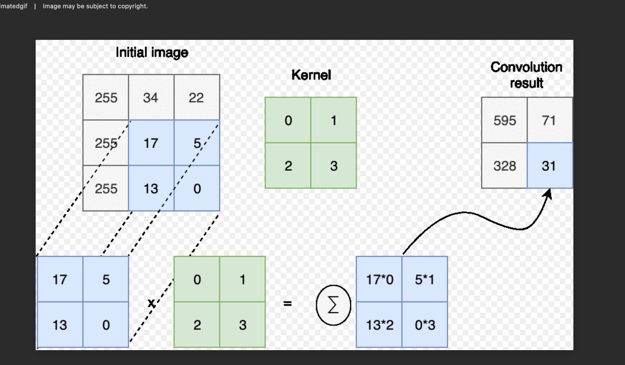 imatedgif | Image may be subject to copyright.
Initial image
Kernel
Convolution
result
255 34 22
255 17 5
255 13 0
0 1
2 3
595 71
328 31
17 5
13 0
x
0 1
2 3
=
Σ
17*0 5*1
13*2 0*3